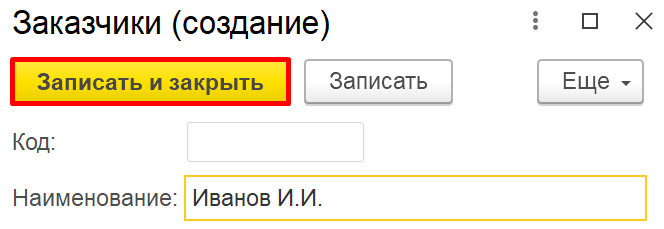 Заказчики (создание)
Записать и закрыть Записать Еще
Код:
Наименование: Иванов И.И.